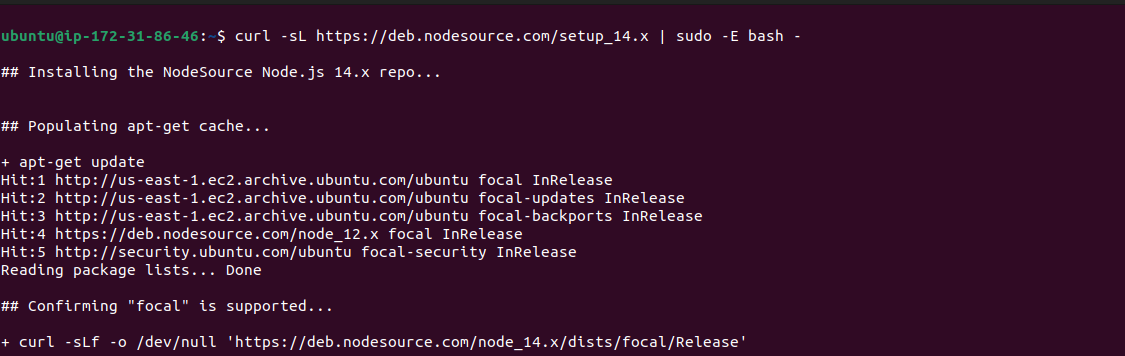 ubuntu@ip-172-31-86-46:~$ curl -sL https://deb.nodesource.com/setup_14.x | sudo -E bash -
## Installing the NodeSource Node.js 14.x repo...
## Populating apt-get cache...
+ apt-get update
Hit:1 http://us-east-1.ec2.archive.ubuntu.com/ubuntu focal InRelease
Hit:2 http://us-east-1.ec2.archive.ubuntu.com/ubuntu focal-updates InRelease
Hit:3 http://us-east-1.ec2.archive.ubuntu.com/ubuntu focal-backports InRelease
Hit:4 https://deb.nodesource.com/node_12.x focal InRelease
Hit:5 http://security.ubuntu.com/ubuntu focal-security InRelease
Reading package lists... Done
## Confirming "focal" is supported...
+ curl -sLf -o /dev/null 'https://deb.nodesource.com/node_14.x/dists/focal/Release'